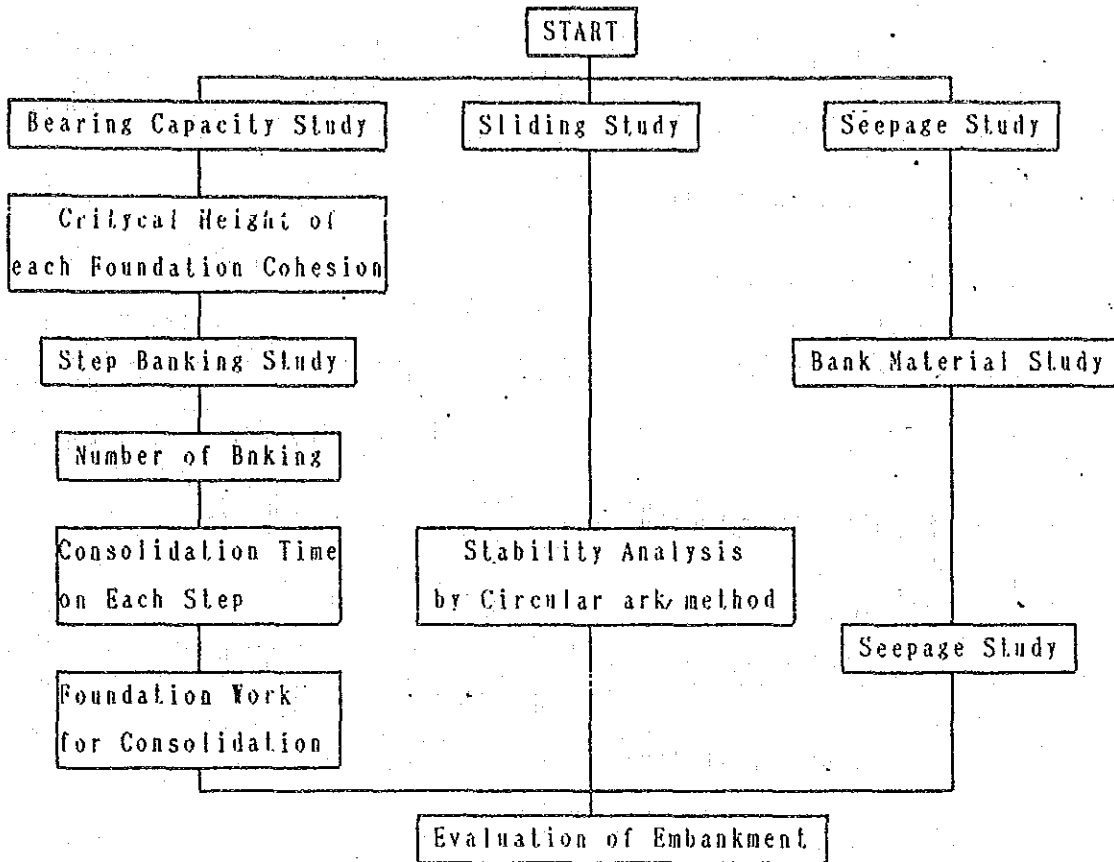 START
Bearing Capacity Study
Sliding Study
Seepage Study
Critycal Height of
each Foundation Cohesion
Step Banking Study
Bank Material Study
Number of Bnking
Consolidation Time
on Each Step
Stability Analysis
by Circular ark method
Seepage Study
Foundation Work
for Consolidation
Evaluation of Embankment